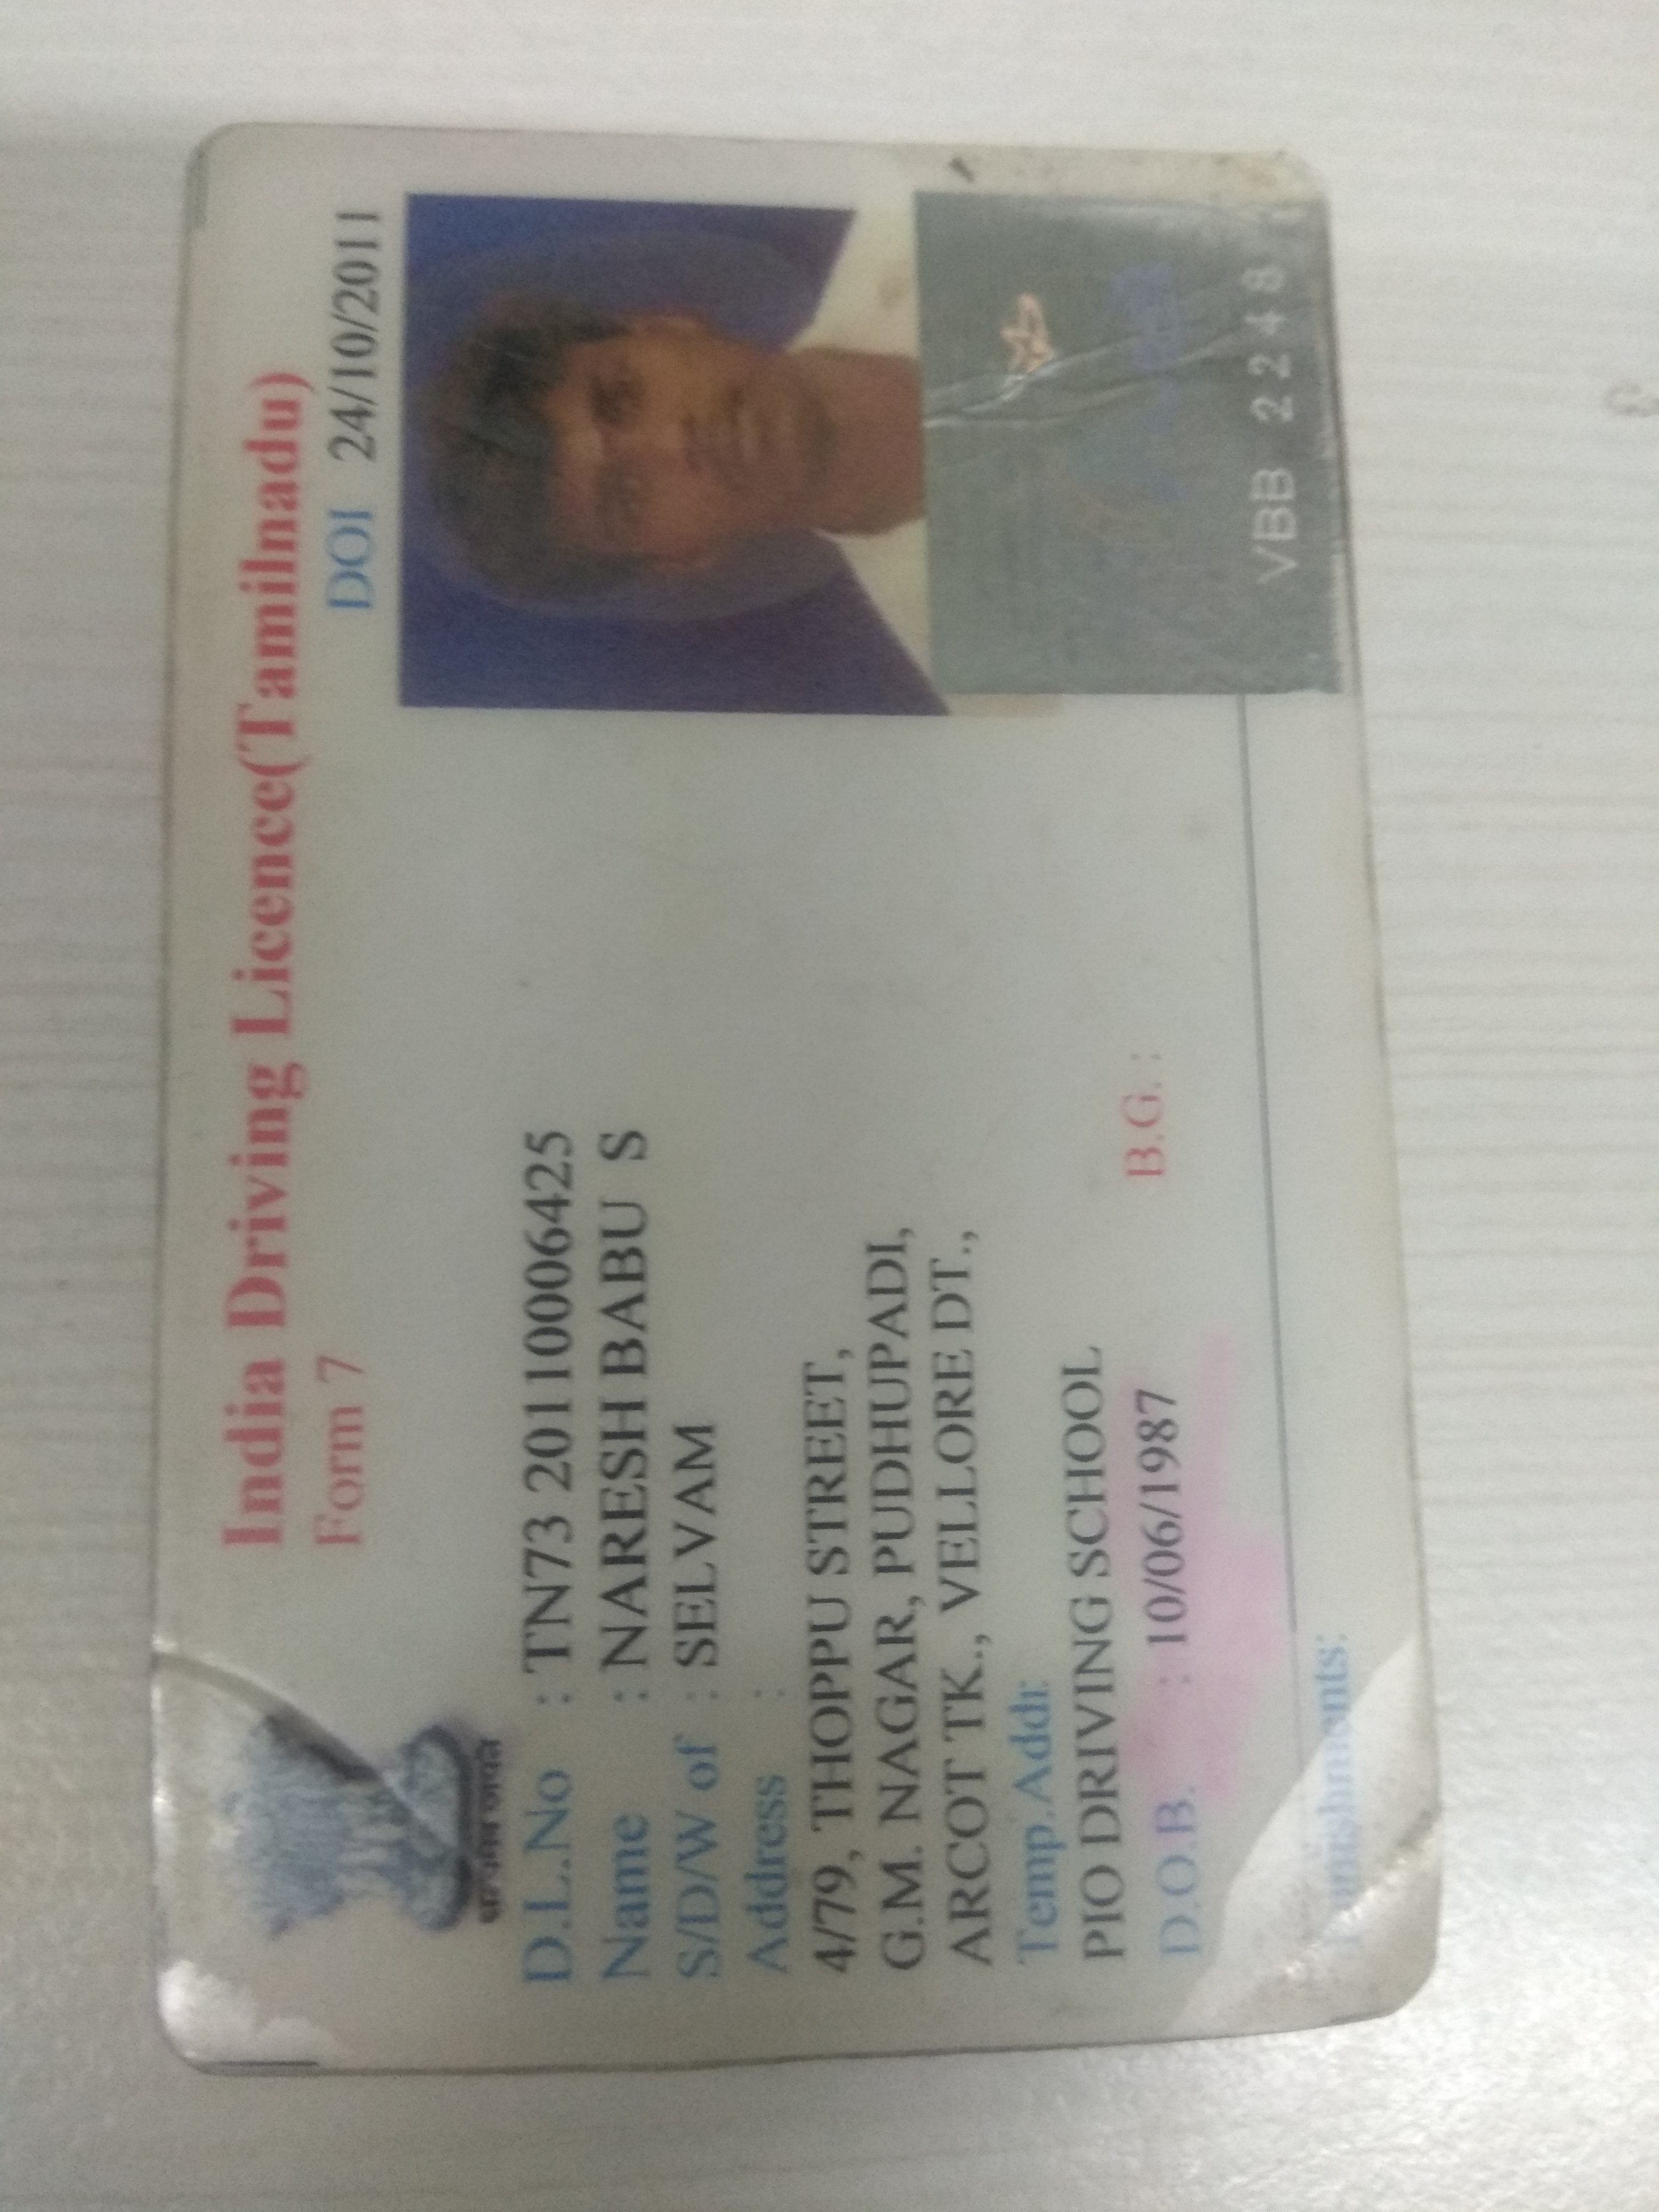 India Driving Licence(Tamilnadu)
Form 7
DOI 24/10/2011
D.L.No : TN73 20110006425
Name : NARESH BABU S
S/D/W of : SELVAM
Address :
4/79, THOPPU STREET,
G.M. NAGAR, PUDHUPADI,
ARCOT TK., VELLORE DT.,
Temp.Addr:
PIO DRIVING SCHOOL
D.O.B. : 10/06/1987 B.G. :
VBB 2248